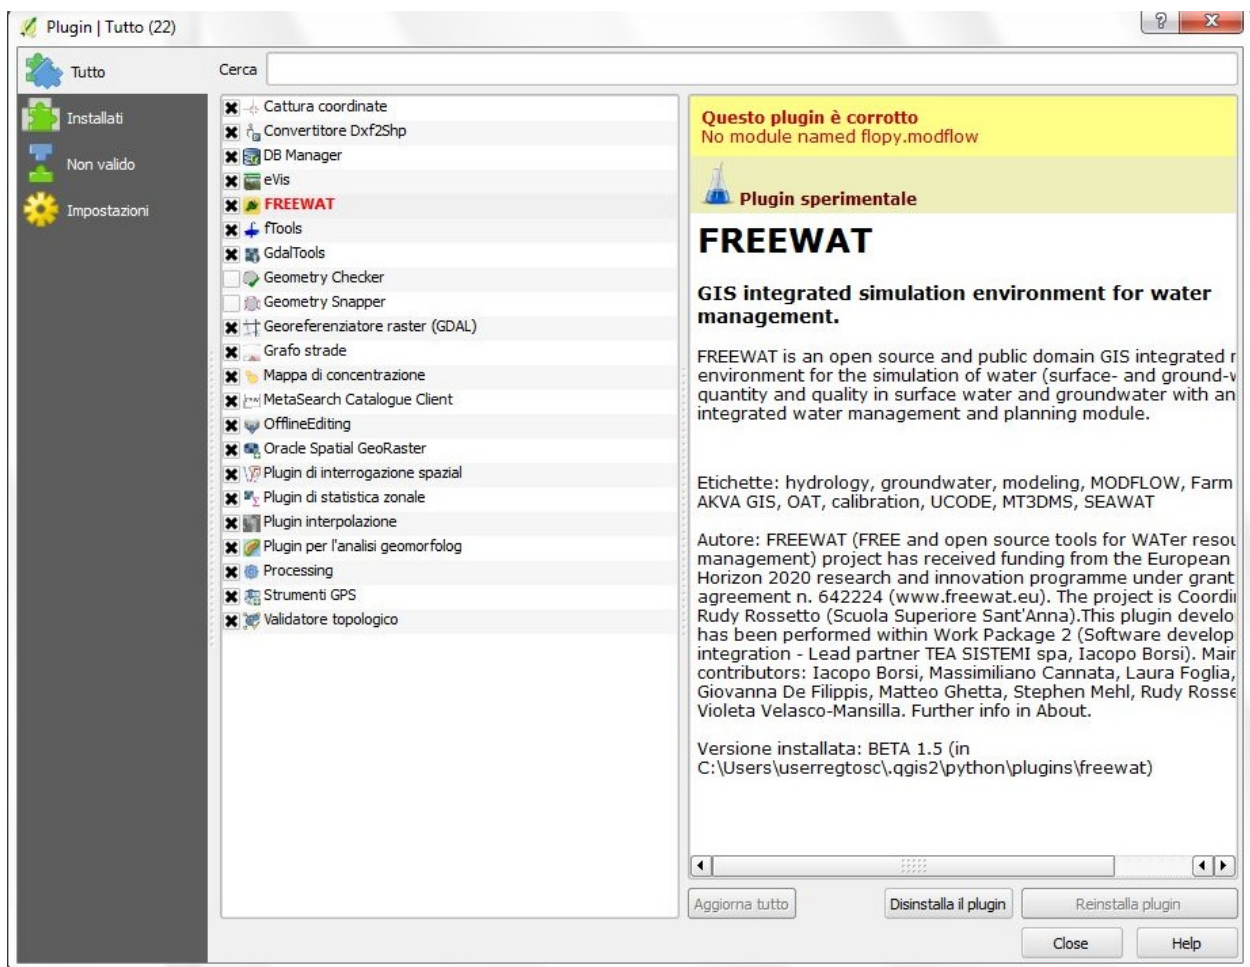 Plugin | Tutto (22)
Tutto
Installati
Non valido
Impostazioni
Cerca
Cattura coordinate
Convertitore Dxf2Shp
DB Manager
eVis
FREEWAT
fTools
GdalTools
Geometry Checker
Geometry Snapper
Georeferenziatore raster (GDAL)
Grafo strade
Mappa di concentrazione
MetaSearch Catalogue Client
OfflineEditing
Oracle Spatial GeoRaster
Plugin di interrogazione spazial
Plugin di statistica zonale
Plugin interpolazione
Plugin per l'analisi geomorfolog
Processing
Strumenti GPS
Validatore topologico
Questo plugin è corrotto
No module named flopy.modflow
Plugin sperimentale
FREEWAT
GIS integrated simulation environment for water
management.
FREEWAT is an open source and public domain GIS integrated
environment for the simulation of water (surface- and ground-
quantity and quality in surface water and groundwater with an
integrated water management and planning module.
Etichette: hydrology, groundwater, modeling, MODFLOW, Farm
AKVA GIS, OAT, calibration, UCODE, MT3DMS, SEAWAT
Autore: FREEWAT (FREE and open source tools for WATer resou
management) project has received funding from the European
Horizon 2020 research and innovation programme under grant
agreement n. 642224 (www.freewat.eu). The project is Coordi
Rudy Rossetto (Scuola Superiore Sant'Anna).This plugin develo
has been performed within Work Package 2 (Software develop
integration - Lead partner TEA SISTEMI spa, Iacopo Borsi). Main
contributors: Iacopo Borsi, Massimiliano Cannata, Laura Foglia,
Giovanna De Filippis, Matteo Ghetta, Stephen Mehl, Rudy Rosse
Violeta Velasco-Mansilla. Further info in About.
Versione installata: BETA 1.5 (in
C:\Users\userregtosc\.qgis2\python\plugins\freewat)
Aggiorna tutto
Disinstalla il plugin
Reinstalla plugin
Close
Help